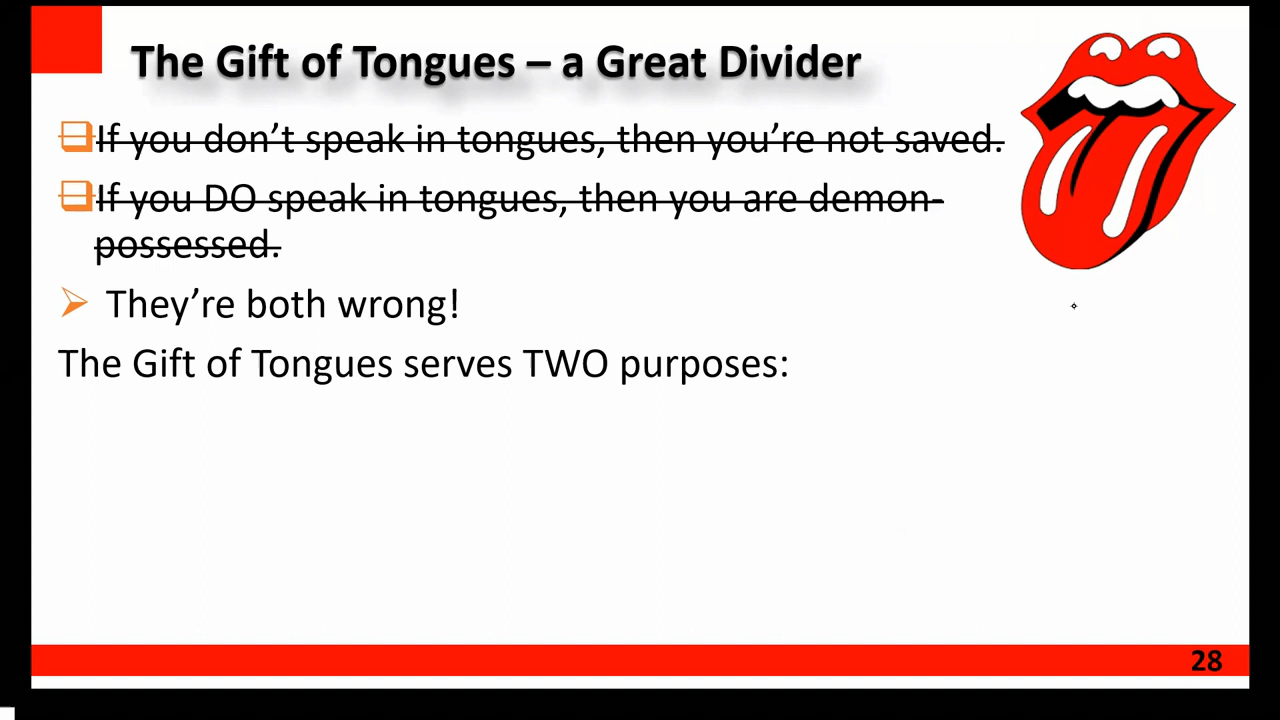 The Gift of Tongues – a Great Divider
If you don’t speak in tongues, then you’re not saved.
If you DO speak in tongues, then you are demon-
possessed.
They’re both wrong!
The Gift of Tongues serves TWO purposes:
28